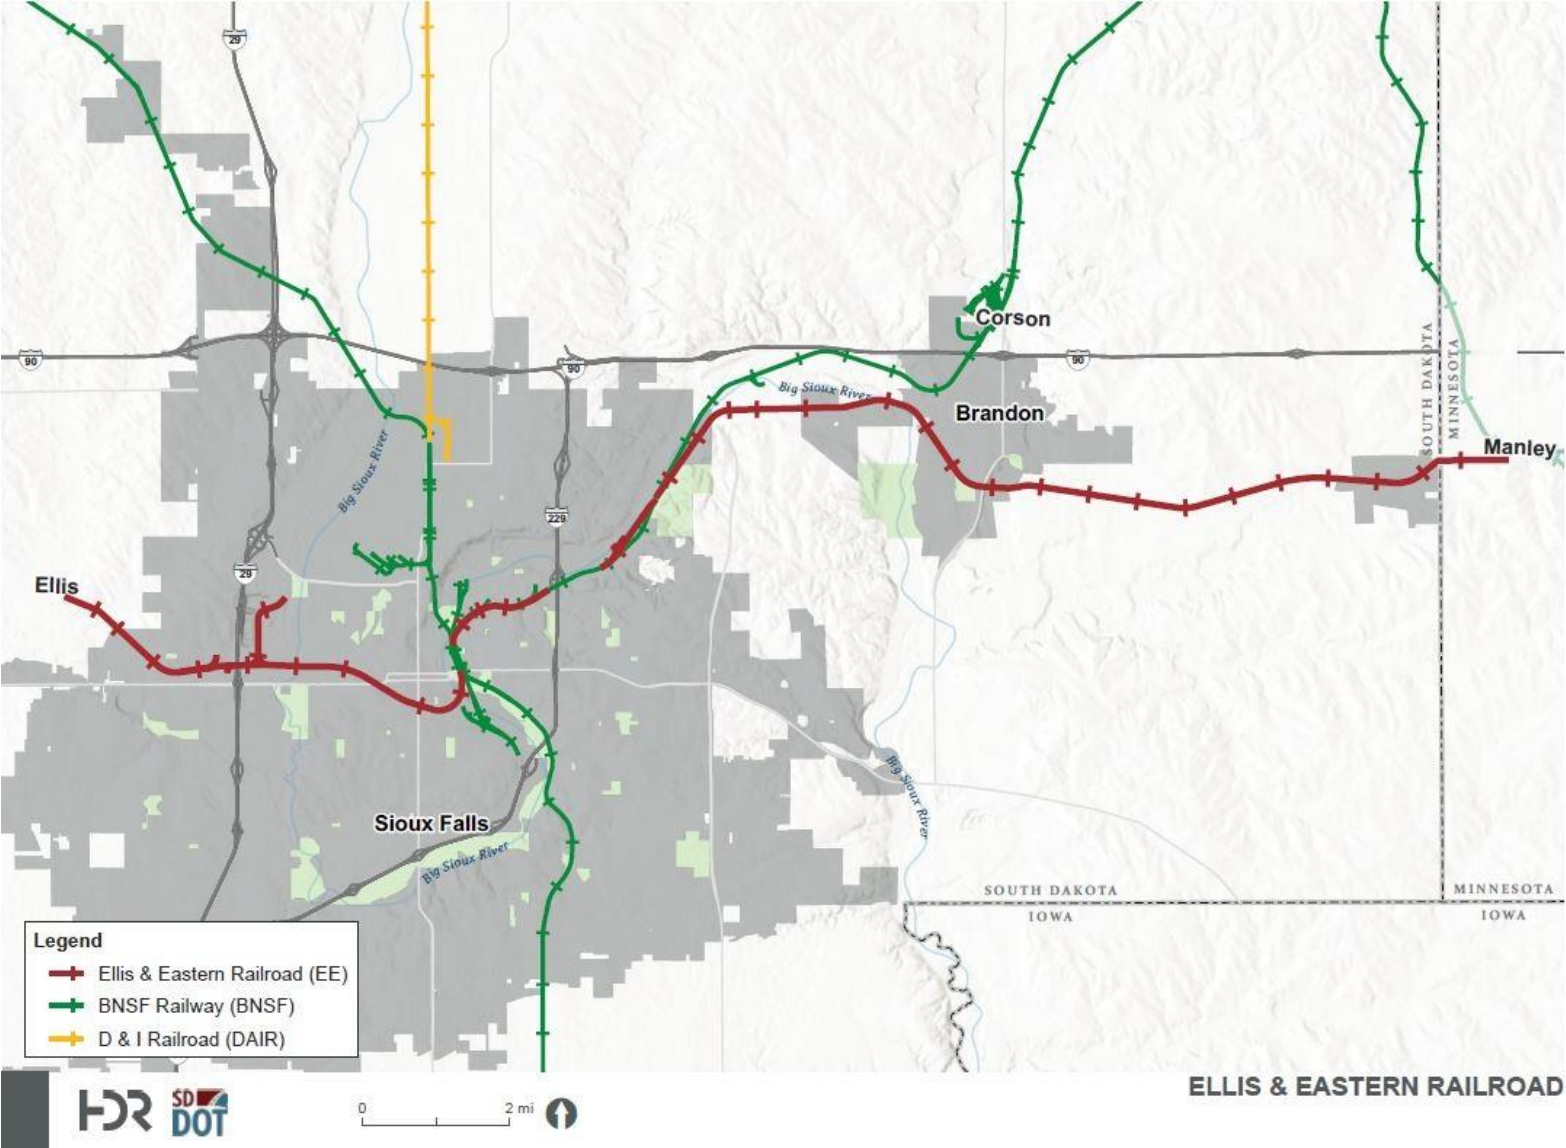 29
90
Corson
90
90
SOUTH DAKOTA
MINNESOTA
Big Sioux River
Brandon
Manley
Big Sioux River
229
29
Ellis
Big Sioux River
Sioux Falls
Big Sioux River
SOUTH DAKOTA
MINNESOTA
IOWA
IOWA
Legend
Ellis & Eastern Railroad (EE)
BNSF Railway (BNSF)
D & I Railroad (DAIR)
ELLIS & EASTERN RAILROAD
HDR
SD
DOT
0
2 mi